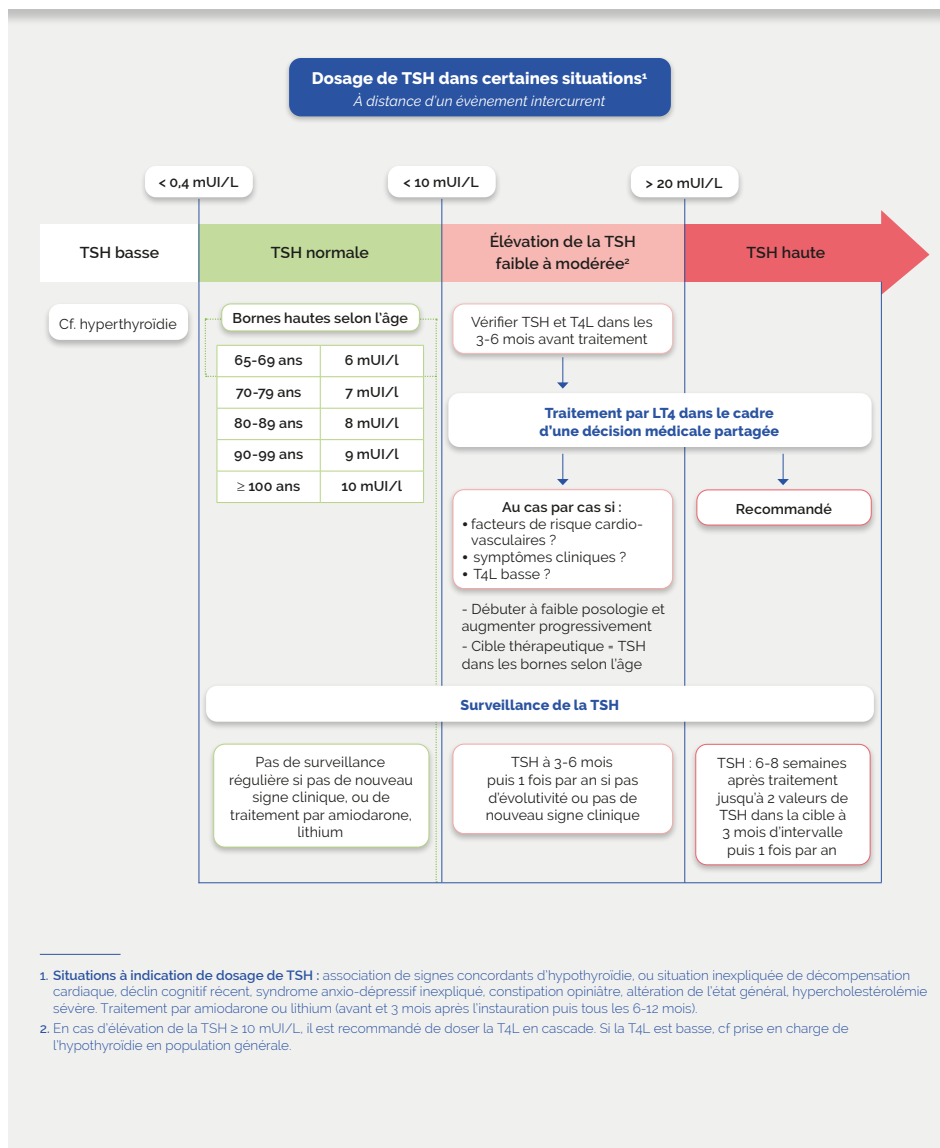 Dosage de TSH dans certaines situations¹
À distance d'un évènement intercurrent
< 0,4 mUI/L
< 10 mUI/L
> 20 mUI/L
TSH basse
TSH normale
Élévation de la TSH
faible à modérée²
TSH haute
Cf. hyperthyroïdie
Bornes hautes selon l'âge
65-69 ans 6 mUI/l
70-79 ans 7 mUI/l
80-89 ans 8 mUI/l
90-99 ans 9 mUI/l
≥ 100 ans 10 mUI/l
Vérifier TSH et T4L dans les
3-6 mois avant traitement
Traitement par LT4 dans le cadre
d'une décision médicale partagée
Au cas par cas si :
• facteurs de risque cardio-
vasculaires ?
• symptômes cliniques ?
• T4L basse ?
Recommandé
- Débuter à faible posologie et
augmenter progressivement
- Cible thérapeutique = TSH
dans les bornes selon l'âge
Surveillance de la TSH
Pas de surveillance
régulière si pas de nouveau
signe clinique, ou de
traitement par amiodarone,
lithium
TSH à 3-6 mois
puis 1 fois par an si pas
d'évolutivité ou pas de
nouveau signe clinique
TSH : 6-8 semaines
après traitement
jusqu'à 2 valeurs de
TSH dans la cible à
3 mois d'intervalle
puis 1 fois par an
1. Situations à indication de dosage de TSH : association de signes concordants d'hypothyroïdie, ou situation inexpliquée de décompensation
cardiaque, déclin cognitif récent, syndrome anxio-dépressif inexpliqué, constipation opiniâtre, altération de l'état général, hypercholestérolémie
sévère. Traitement par amiodarone ou lithium (avant et 3 mois après l'instauration puis tous les 6-12 mois).
2. En cas d'élévation de la TSH ≥ 10 mUI/L, il est recommandé de doser la T4L en cascade. Si la T4L est basse, cf prise en charge de
l'hypothyroïdie en population générale.